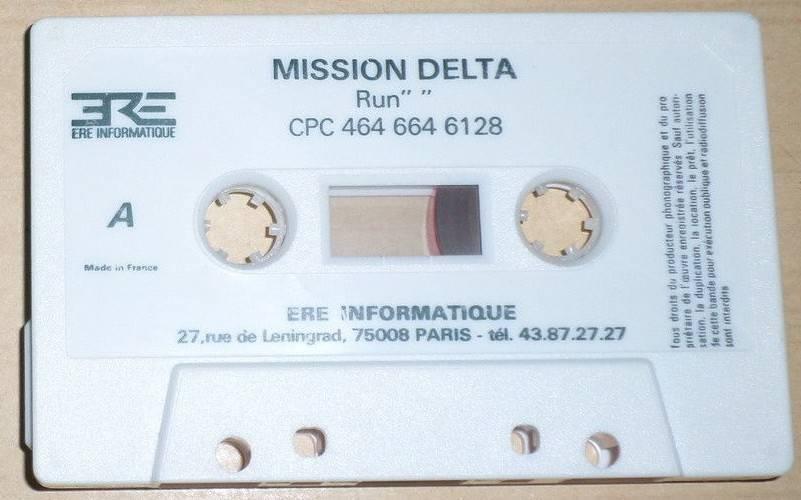 MISSION DELTA
Run" "
CPC 464 664 6128
ERE
ERE INFORMATIQUE
A
Made in France
ERE INFORMATIQUE
27,rue de Leningrad, 75008 PARIS - tél. 43.87.27.27
Tous droits du producteur phonographique et du pro
priétaire de l'œuvre enregistrée réservés Sauf autori-
sation, la duplication, la location, le prêt, l'utilisation
de cette bande pour exécution publique et radiodiffusion
sont interdits